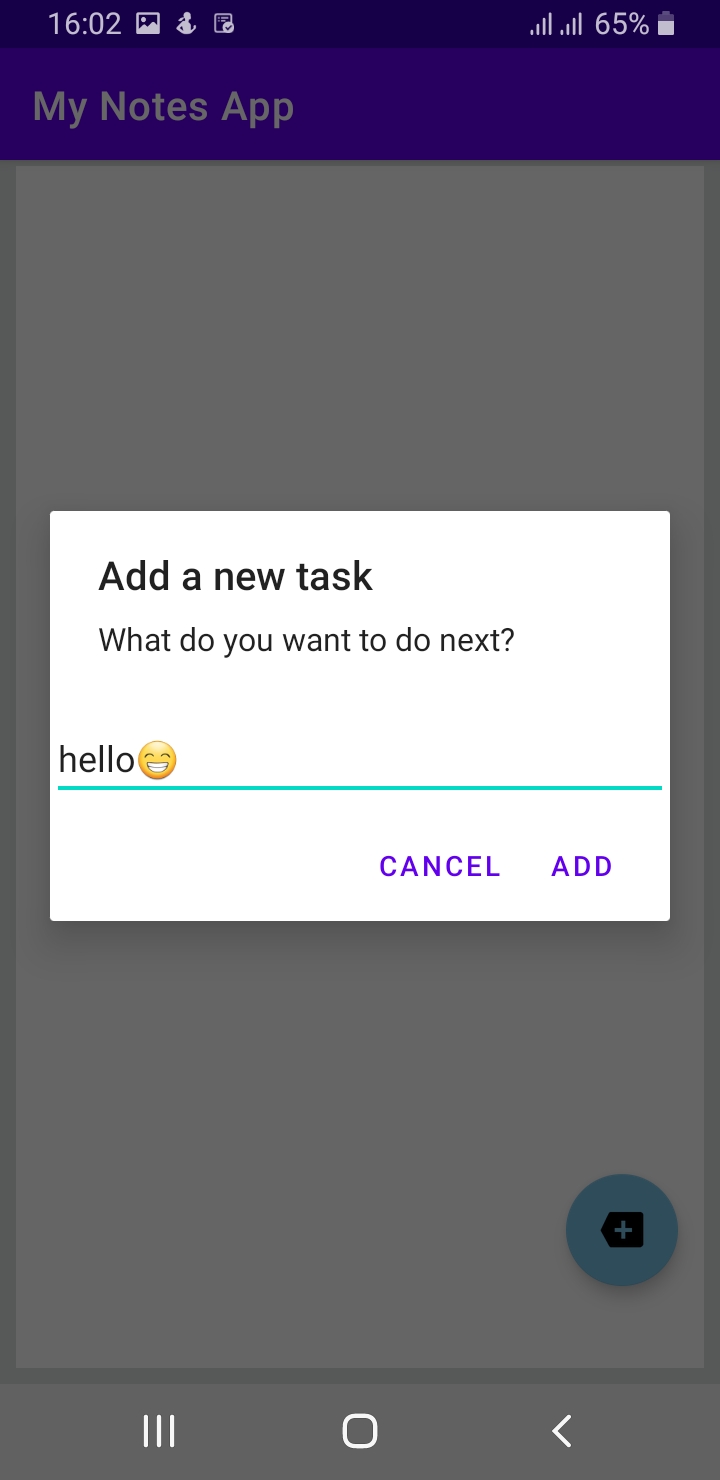 16:02 65%
My Notes App
Add a new task
What do you want to do next?
hello😁
CANCEL ADD